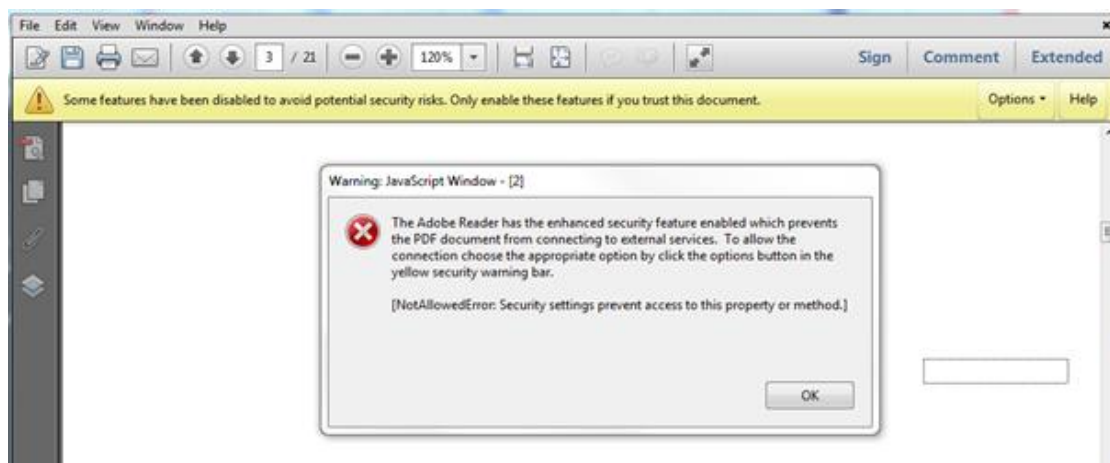 File Edit View Window Help
3 / 21 120% Sign Comment Extended
Some features have been disabled to avoid potential security risks. Only enable these features if you trust this document. Options Help
Warning: JavaScript Window - [2]
The Adobe Reader has the enhanced security feature enabled which prevents
the PDF document from connecting to external services. To allow the
connection choose the appropriate option by click the options button in the
yellow security warning bar.
[NotAllowedError: Security settings prevent access to this property or method.]
OK